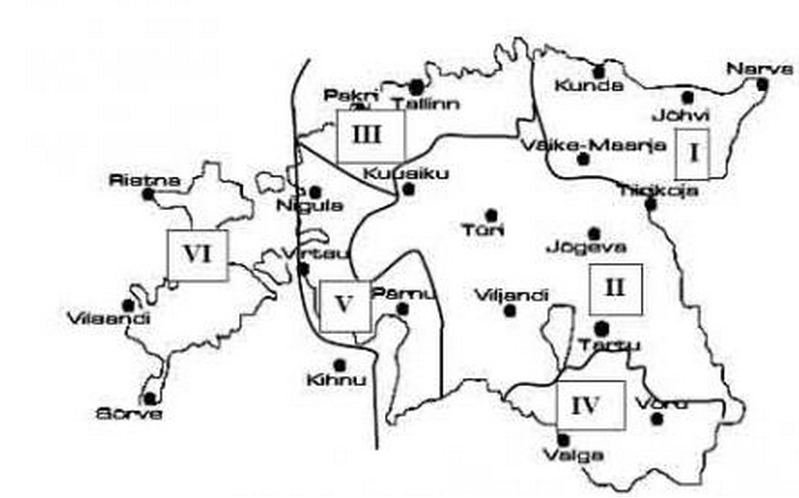 Narva
Kunda
Pakri
Tallinn
Jõhvi
III
Väike-Maarja
I
Kuusiku
Ristna
Tiirikoja
Nigula
Türi
Jõgeva
VI
Virtsu
II
V
Pärnu
Viljandi
Vilsandi
Tartu
Kihnu
IV
Võru
Sõrve
Valga